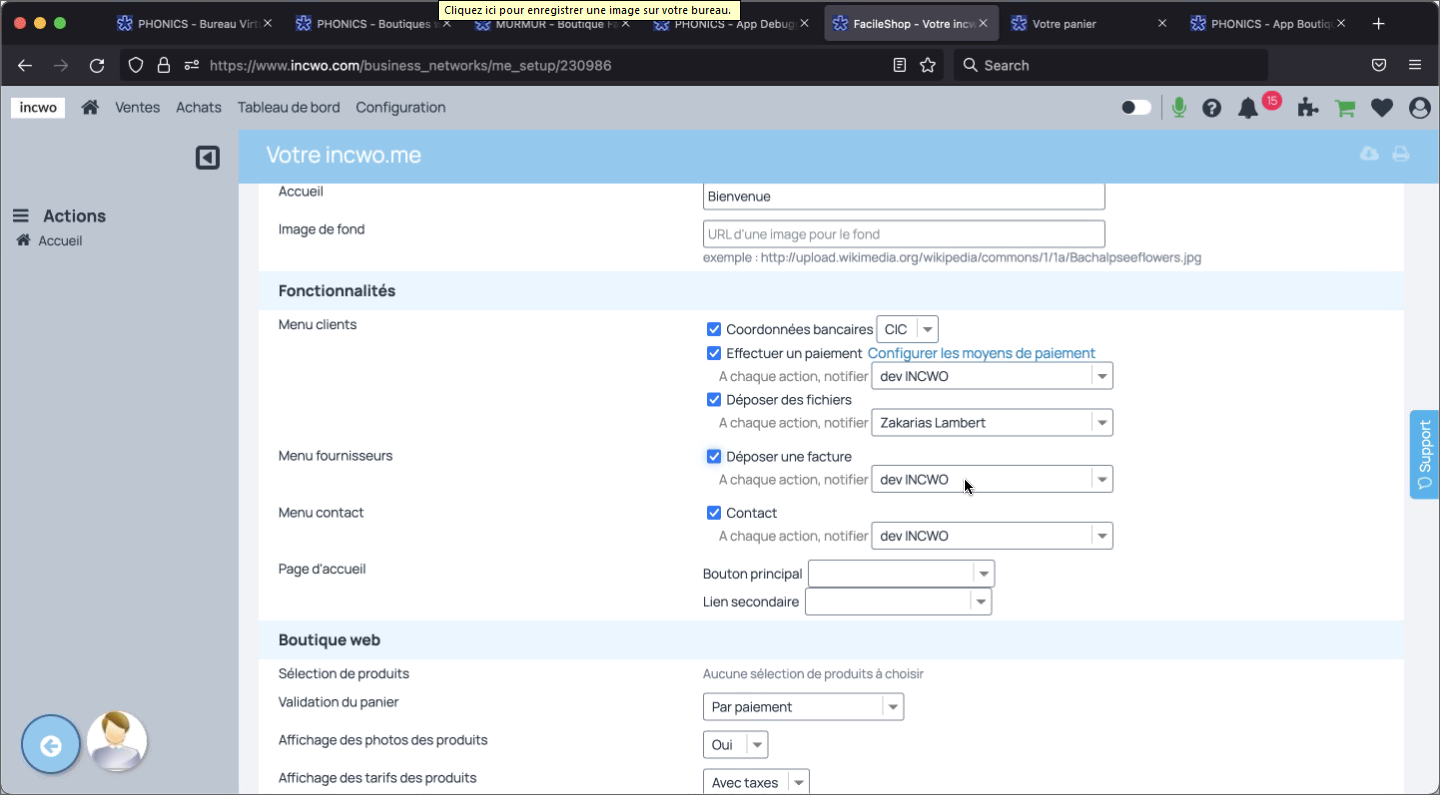 Cliquez ici pour enregistrer une image sur votre bureau.
PHONICS – Bureau Virt
PHONICS – Boutiques
MURMUR – Boutique
PHONICS – App Debug
FacileShop – Votre incw
Votre panier
PHONICS – App Boutiq
https://www.incwo.com/business_networks/me_setup/230986
Search
incwo Ventes Achats Tableau de bord Configuration
15
Votre incwo.me
Actions
Accueil
Accueil Bienvenue
Image de fond URL d'une image pour le fond
exemple : http://upload.wikimedia.org/wikipedia/commons/1/1a/Bachalpseeflowers.jpg
Fonctionnalités
Menu clients
Coordonnées bancaires CIC
Effectuer un paiement Configurer les moyens de paiement
A chaque action, notifier dev INCWO
Déposer des fichiers
A chaque action, notifier Zakarias Lambert
Menu fournisseurs Déposer une facture
A chaque action, notifier dev INCWO
Menu contact Contact
A chaque action, notifier dev INCWO
Page d'accueil Bouton principal
Lien secondaire
Boutique web
Sélection de produits Aucune sélection de produits à choisir
Validation du panier Par paiement
Affichage des photos des produits Oui
Affichage des tarifs des produits Avec taxes
Support